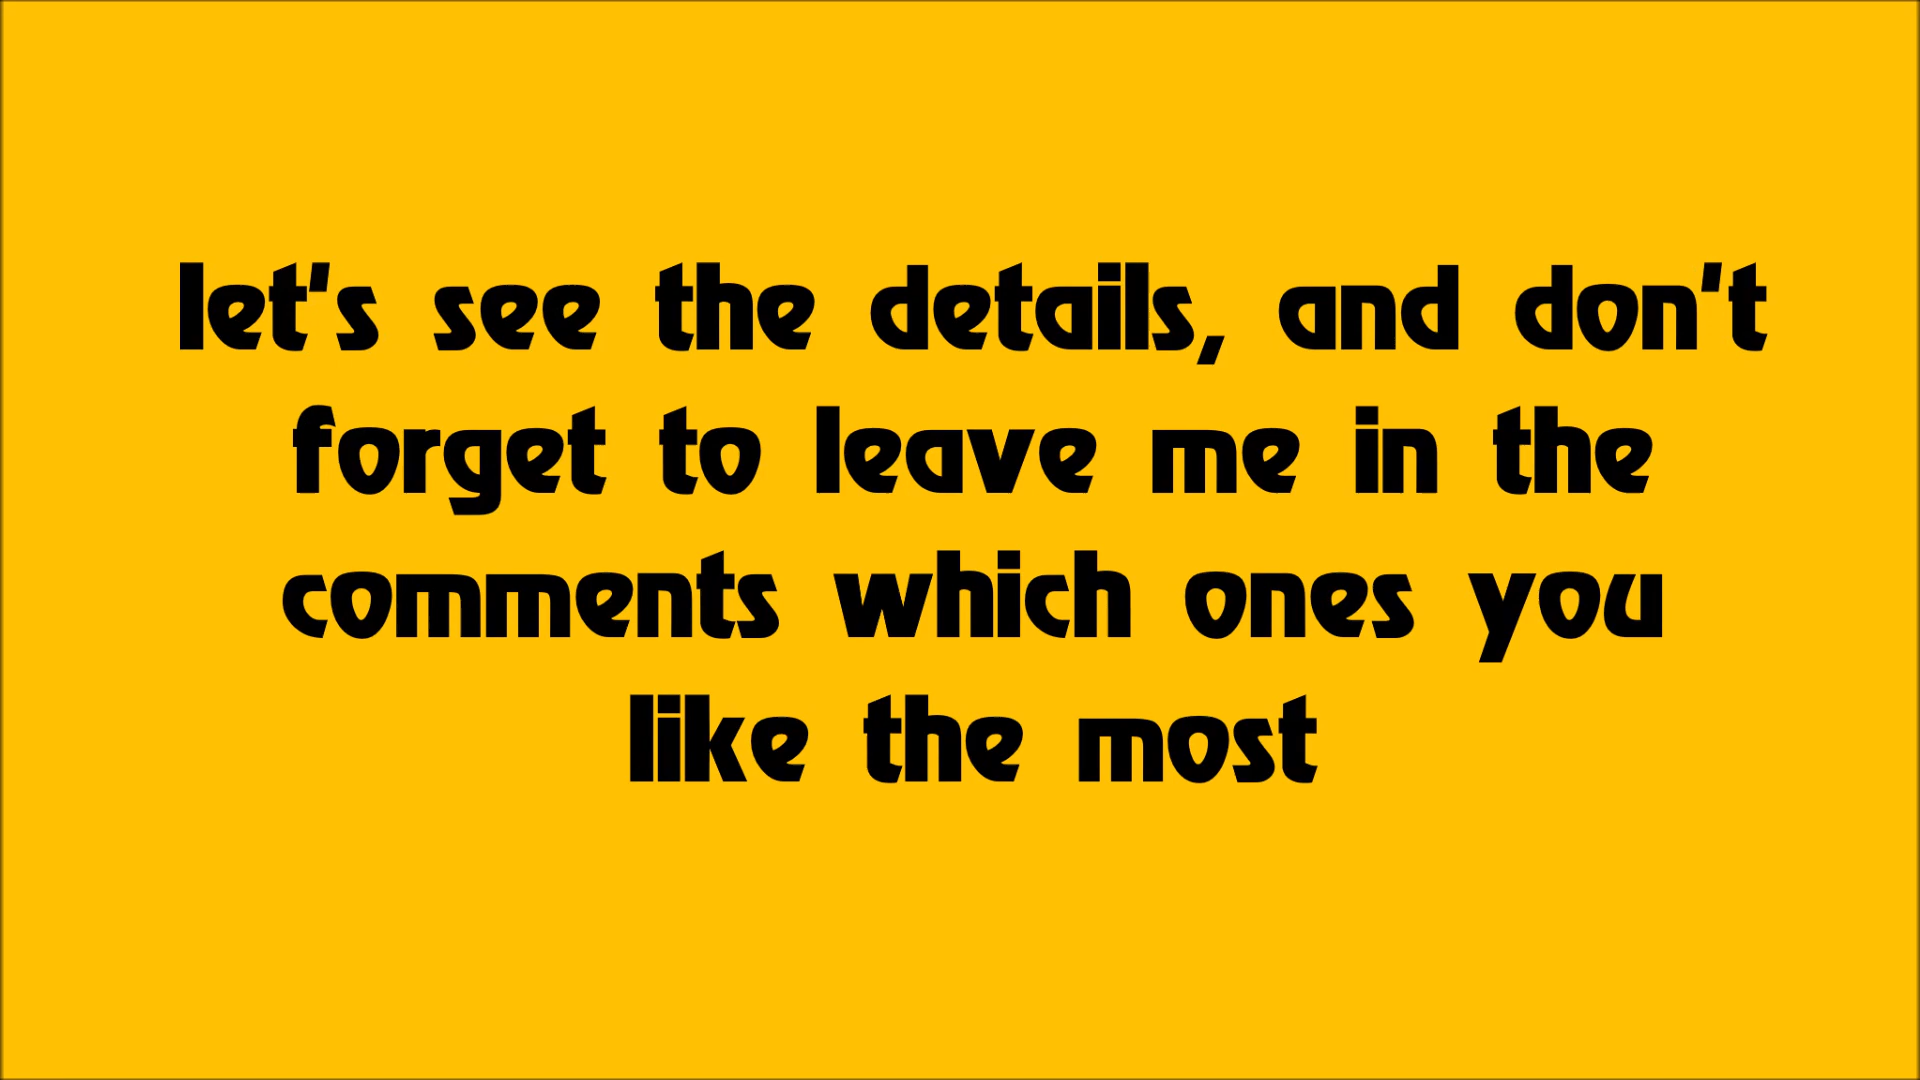 let's see the details, and don't
forget to leave me in the
comments which ones you
like the most